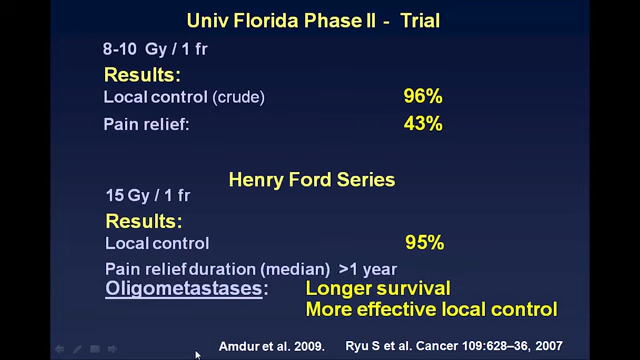 Univ Florida Phase II - Trial
8-10 Gy / 1 fr
Results:
Local control (crude) 96%
Pain relief: 43%
Henry Ford Series
15 Gy / 1 fr
Results:
Local control 95%
Pain relief duration (median) >1 year
Oligometastases: Longer survival
More effective local control
Amdur et al. 2009. Ryu S et al. Cancer 109:628–36, 2007